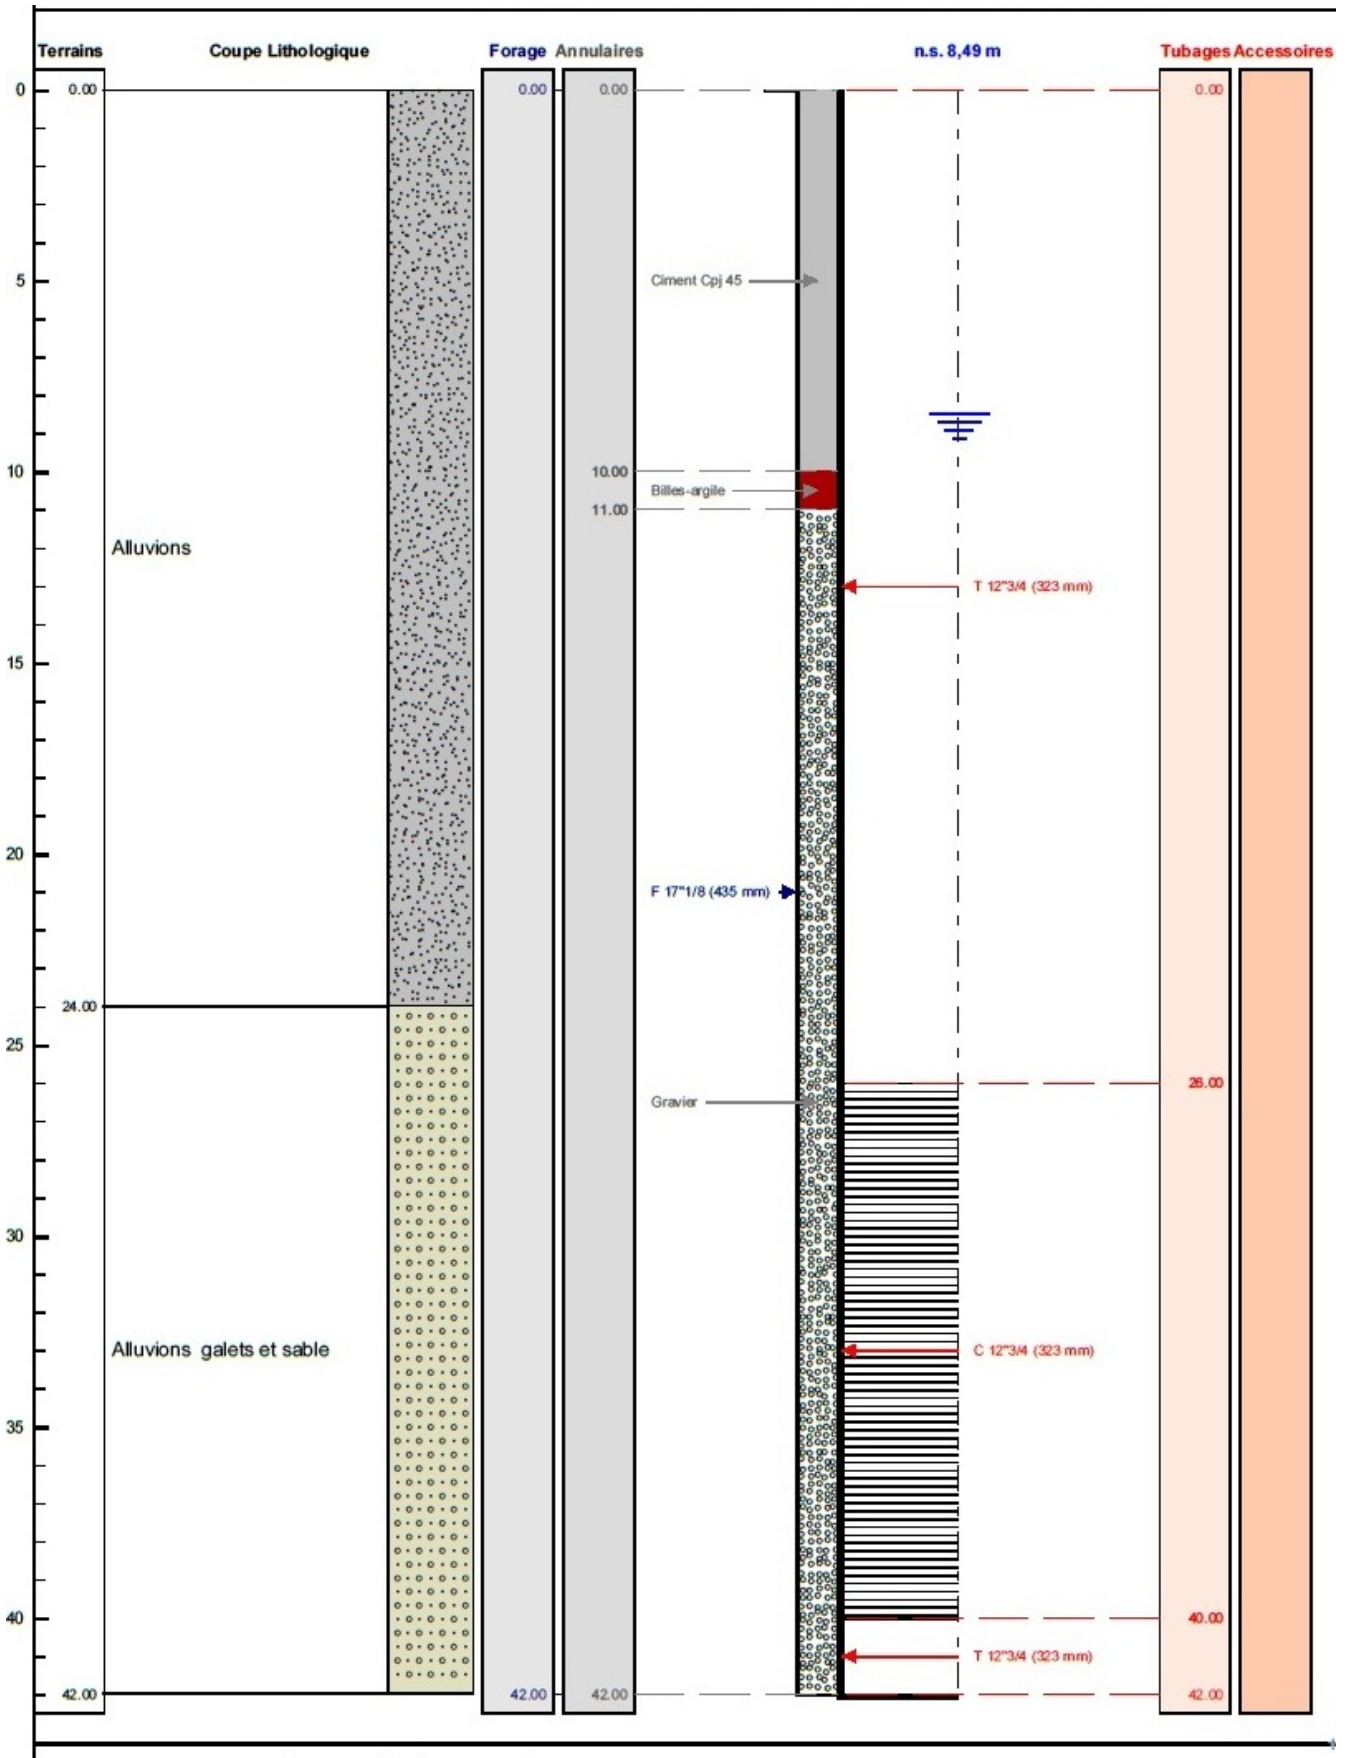 Terrains Coupe Lithologique Forage Annulaires n.s. 8,49 m Tubages Accessoires
0 0.00 0.00 0.00 0.00
5 Ciment Cpj 45
10 10.00
Billes-argile
11.00
Alluvions
T 12"3/4 (323 mm)
15
20
F 17"1/8 (435 mm)
24.00
25
26.00
Gravier
30
Alluvions galets et sable C 12"3/4 (323 mm)
35
40 40.00
T 12"3/4 (323 mm)
42.00 42.00 42.00 42.00